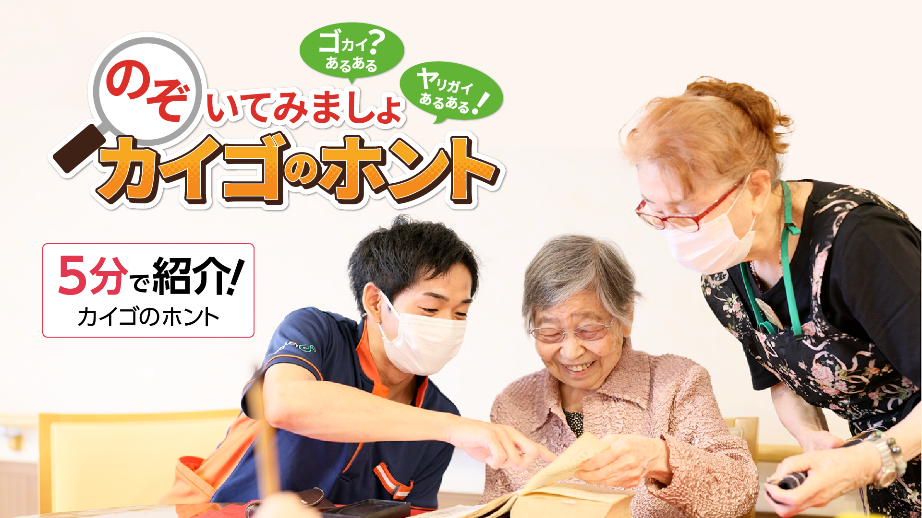 ゴカイ?
あるある
ヤリガイ
あるある!
のぞいてみましょ
カイゴのホント
5分で紹介!
カイゴのホント